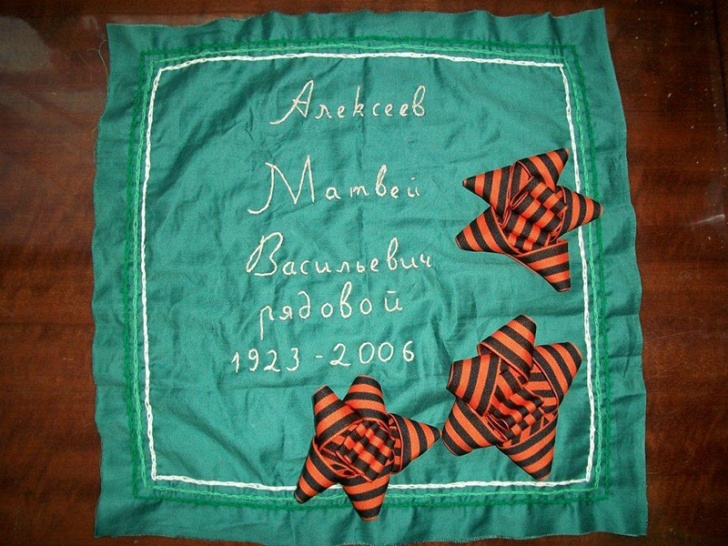 Алексеев
Матвей
Васильевич
рядовой
1923-2006